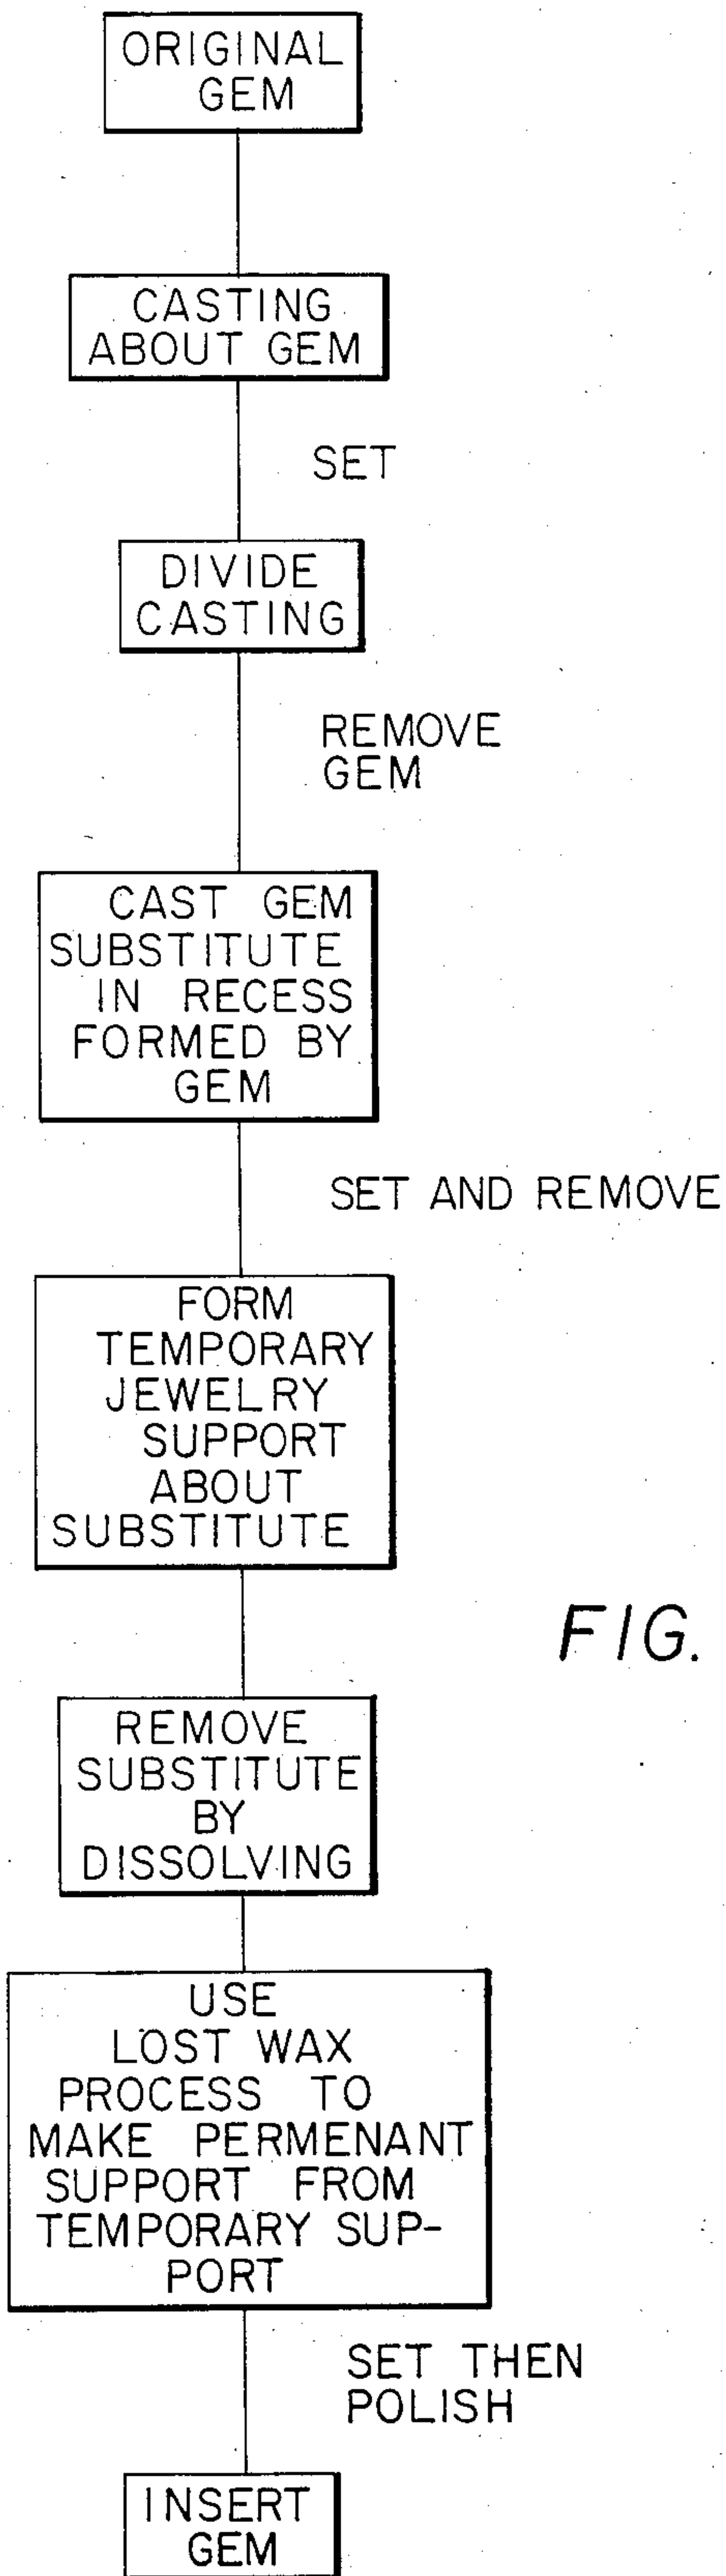 ORIGINAL
GEM
CASTING
ABOUT GEM
SET
DIVIDE
CASTING
REMOVE
GEM
CAST GEM
SUBSTITUTE
IN RECESS
FORMED BY
GEM
SET AND REMOVE
FORM
TEMPORARY
JEWELRY
SUPPORT
ABOUT
SUBSTITUTE
FIG.
REMOVE
SUBSTITUTE
BY
DISSOLVING
USE
LOST WAX
PROCESS TO
MAKE PERMENANT
SUPPORT FROM
TEMPORARY SUP-
PORT
SET THEN
POLISH
INSERT
GEM